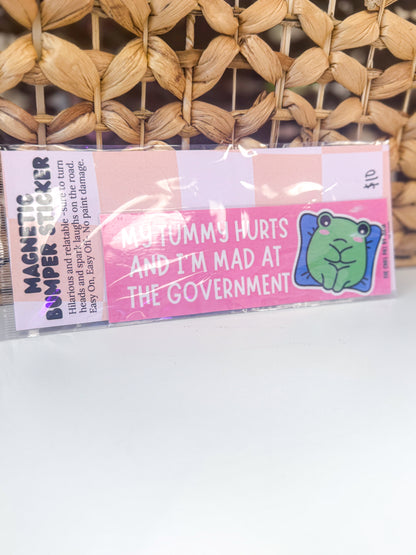 MAGNETIC
BUMPER STICKER
Hilarious and relatable - sure to turn
heads and spark laughs on the road.
Easy On, Easy Off - No paint damage.
MY TUMMY HURTS
AND I'M MAD AT
THE GOVERNMENT
$10